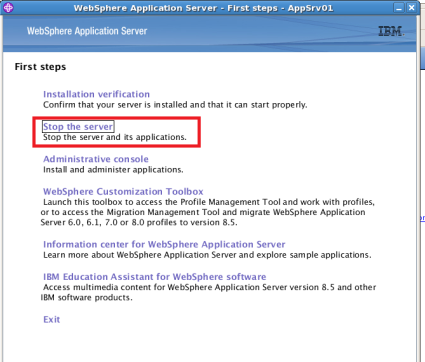 WebSphere Application Server - First steps - AppSrv01
WebSphere Application Server
IBM
First steps
Installation verification
Confirm that your server is installed and that it can start properly.
Stop the server
Stop the server and its applications.
Administrative console
Install and administer applications.
WebSphere Customization Toolbox
Launch this toolbox to access the Profile Management Tool and work with profiles,
or to access the Migration Management Tool and migrate WebSphere Application
Server 6.0, 6.1, 7.0 or 8.0 profiles to version 8.5.
Information center for WebSphere Application Server
Learn more about WebSphere Application Server and explore sample applications.
IBM Education Assistant for WebSphere software
Access multimedia content for WebSphere Application Server version 8.5 and other
IBM software products.
Exit